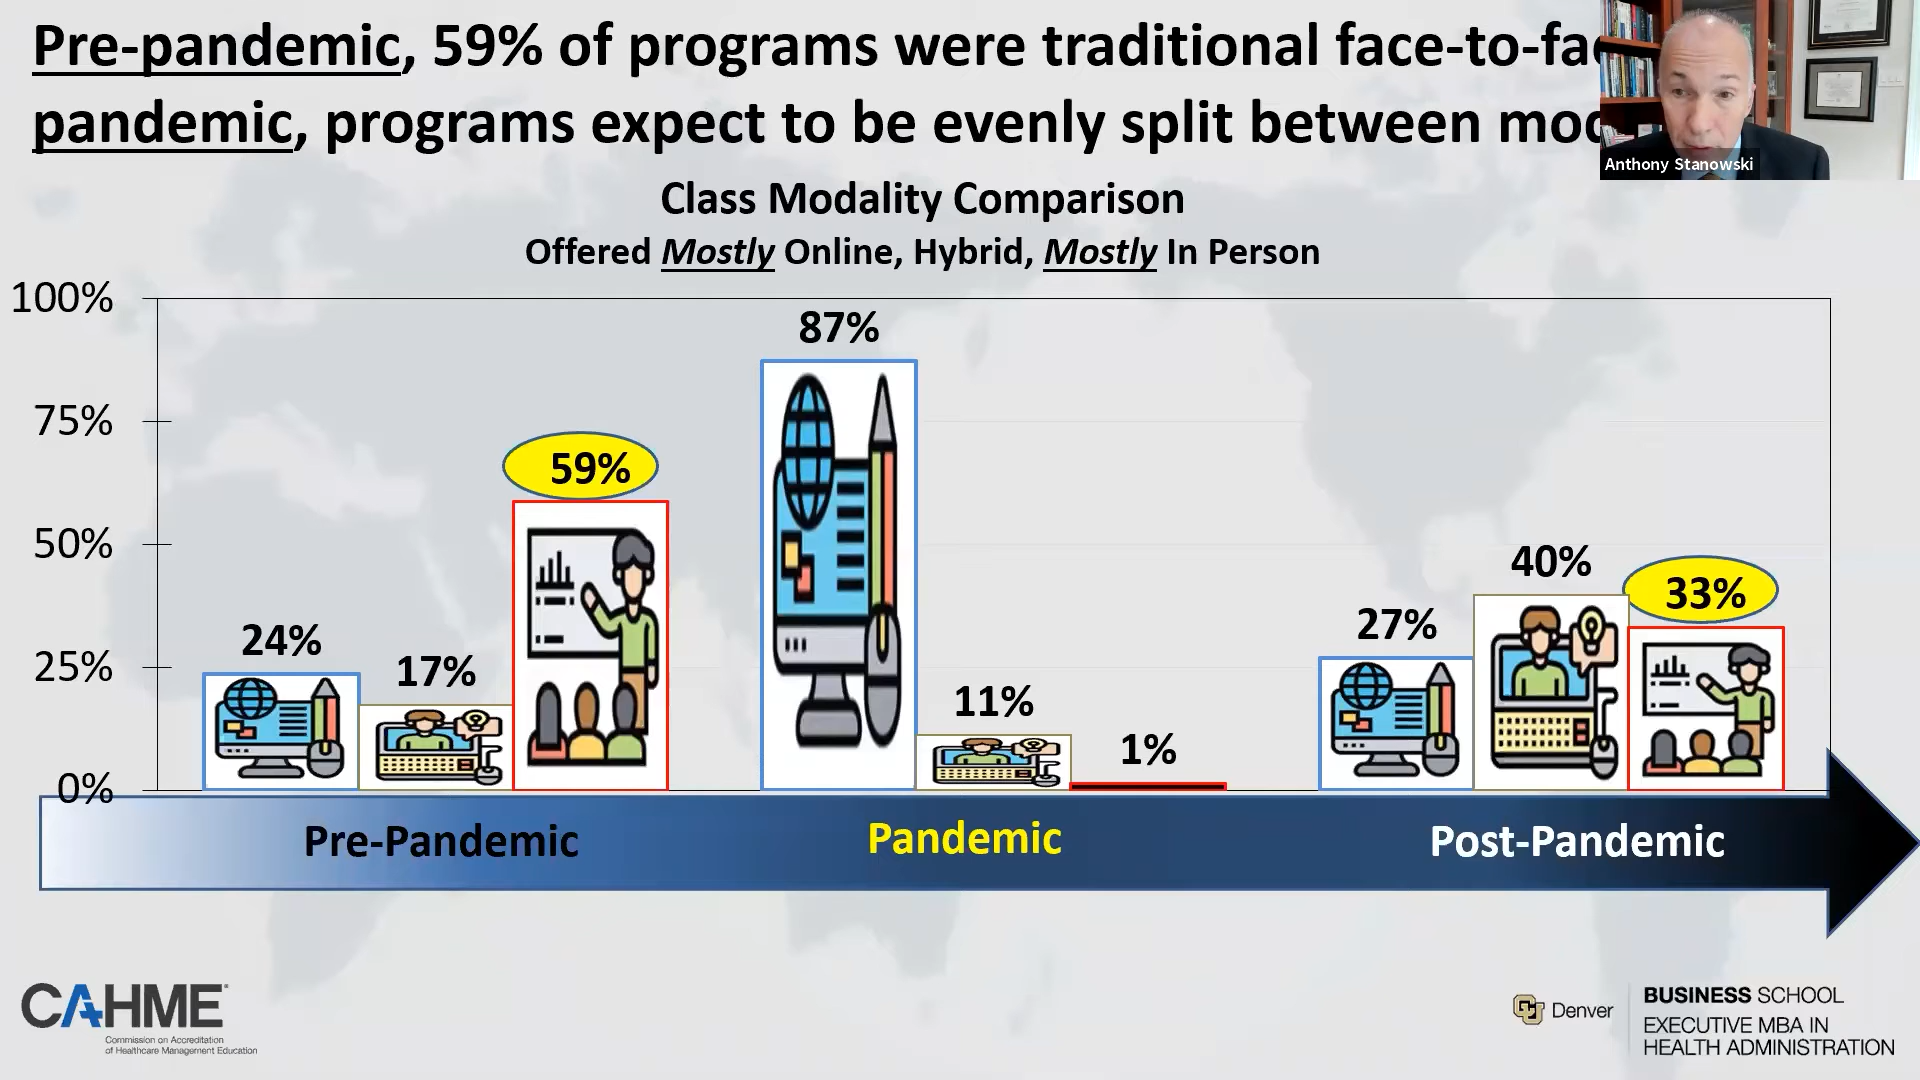 Pre-pandemic, 59% of programs were traditional face-to-fa
pandemic, programs expect to be evenly split between mod
Anthony Stanowski
Class Modality Comparison
Offered Mostly Online, Hybrid, Mostly In Person
100%
75%
50%
25%
0%
24%
17%
59%
87%
11%
1%
27%
40%
33%
Pre-Pandemic
Pandemic
Post-Pandemic
CAHME
Commission on Accreditation
of Healthcare Management Education
Denver
BUSINESS SCHOOL
EXECUTIVE MBA IN
HEALTH ADMINISTRATION